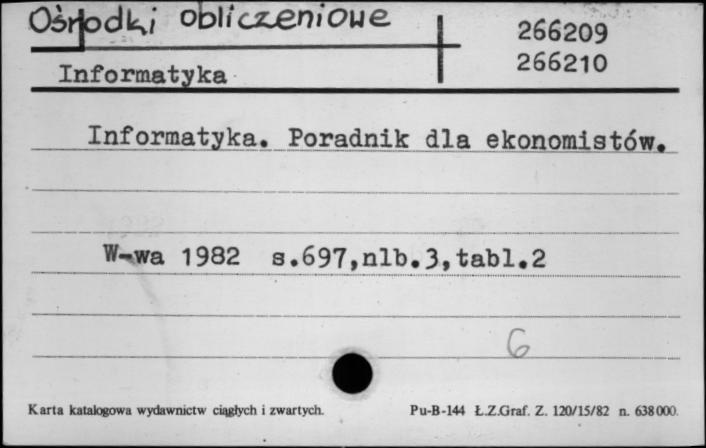 Ośrodki obliczeniowe
266209
266210
Informatyka
Informatyka. Poradnik dla ekonomistów.
W-wa 1982 s.697,nlb.3,tabl.2
6
Karta katalogowa wydawnictw ciągłych i zwartych.
Pu-B-144 Ł.Z.Graf. Z. 120/15/82 n. 638000.